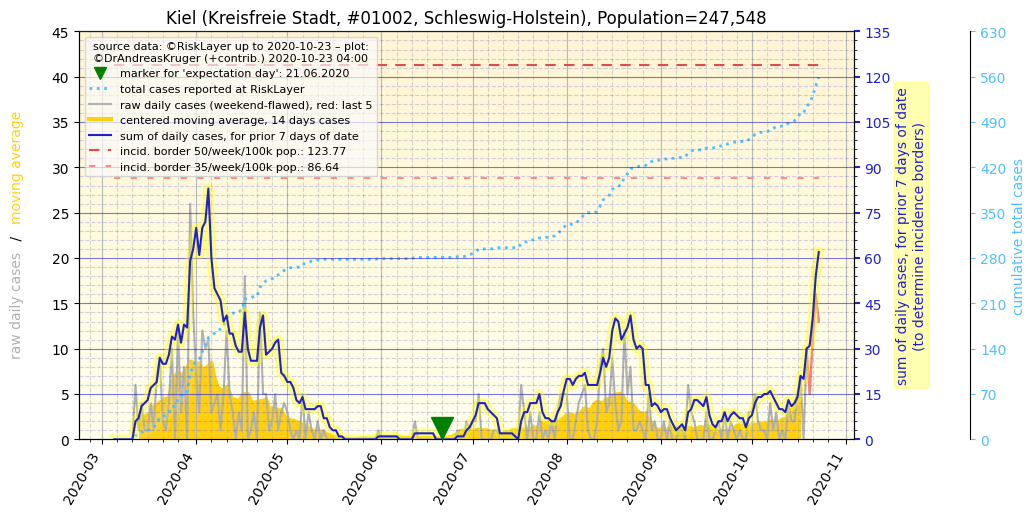 Kiel (Kreisfreie Stadt, #01002, Schleswig-Holstein), Population=247,548
source data: ©RiskLayer up to 2020-10-23 – plot:
©DrAndreasKruger (+contrib.) 2020-10-23 04:00
marker for 'expectation day': 21.06.2020
total cases reported at RiskLayer
raw daily cases (weekend-flawed), red: last 5
centered moving average, 14 days cases
sum of daily cases, for prior 7 days of date
incid. border 50/week/100k pop.: 123.77
incid. border 35/week/100k pop.: 86.64
raw daily cases / moving average
45
40
35
30
25
20
15
10
5
0
135
120
105
90
75
60
45
30
15
0
sum of daily cases, for prior 7 days of date
(to determine incidence borders)
630
560
490
420
350
280
210
140
70
0
cumulative total cases
2020-03
2020-04
2020-05
2020-06
2020-07
2020-08
2020-09
2020-10
2020-11